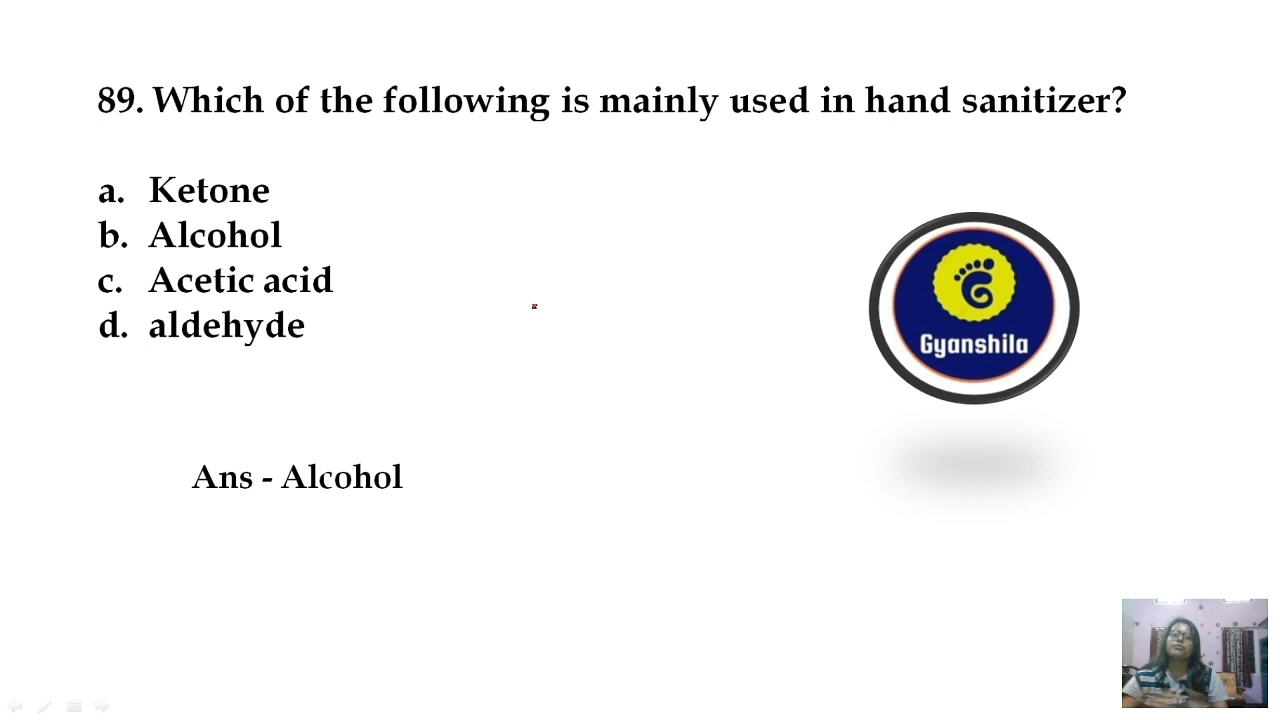 89. Which of the following is mainly used in hand sanitizer?
a. Ketone
b. Alcohol
c. Acetic acid
d. aldehyde
Gyanshila
Ans - Alcohol